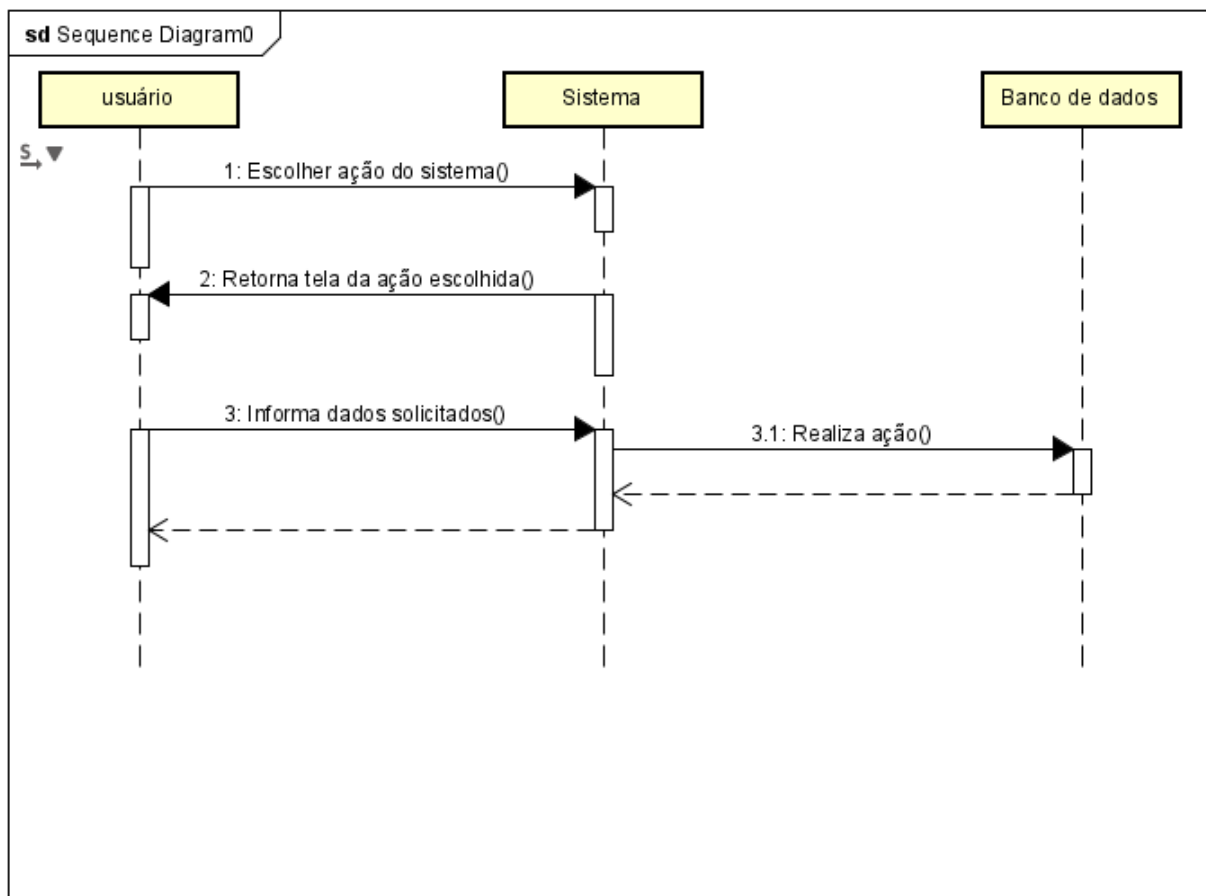 sd Sequence Diagram0
usuário
Sistema
Banco de dados
S
1: Escolher ação do sistema()
2: Retorna tela da ação escolhida()
3: Informa dados solicitados()
3.1: Realiza ação()